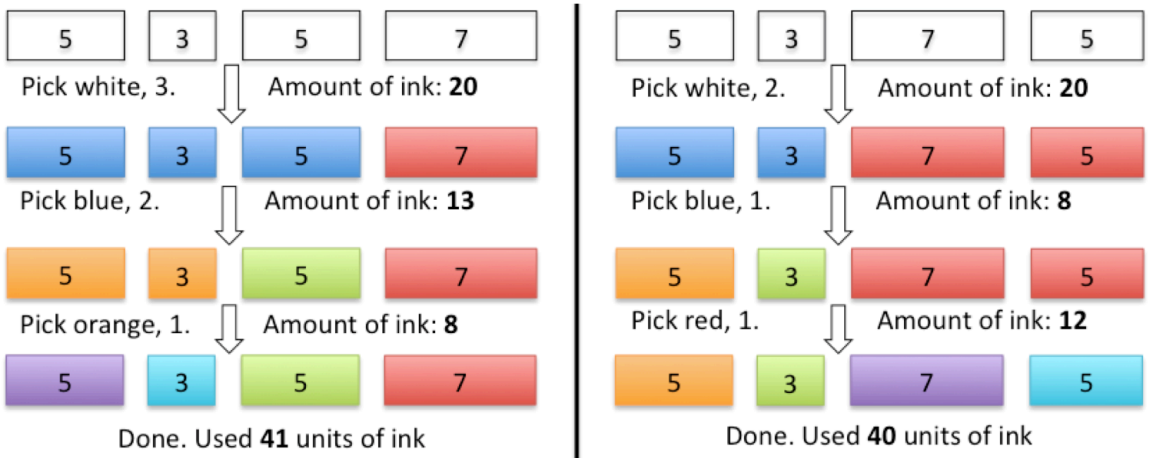 5 3 5 7
Pick white, 3. Amount of ink: 20
5 3 5 7
Pick blue, 2. Amount of ink: 13
5 3 5 7
Pick orange, 1. Amount of ink: 8
5 3 5 7
Done. Used 41 units of ink
5 3 7 5
Pick white, 2. Amount of ink: 20
5 3 7 5
Pick blue, 1. Amount of ink: 8
5 3 7 5
Pick red, 1. Amount of ink: 12
5 3 7 5
Done. Used 40 units of ink